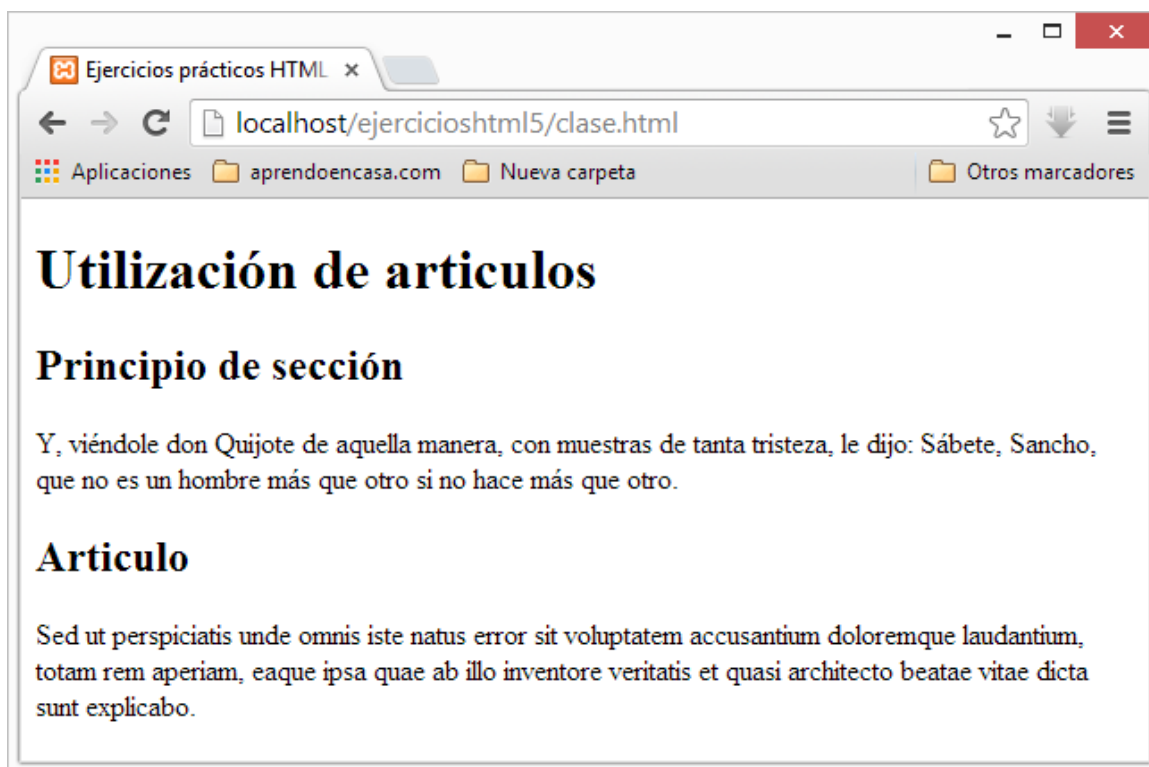 Ejercicios prácticos HTML
localhost/ejercicioshtml5/clase.html
Aplicaciones aprendoencasa.com Nueva carpeta Otros marcadores
Utilización de articulos
Principio de sección
Y, viéndole don Quijote de aquella manera, con muestras de tanta tristeza, le dijo: Sábete, Sancho,
que no es un hombre más que otro si no hace más que otro.
Articulo
Sed ut perspiciatis unde omnis iste natus error sit voluptatem accusantium doloremque laudantium,
totam rem aperiam, eaque ipsa quae ab illo inventore veritatis et quasi architecto beatae vitae dicta
sunt explicabo.